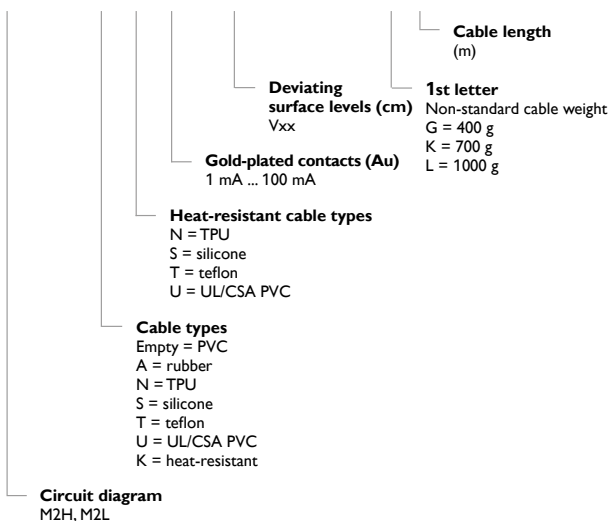 Cable length
(m)
Deviating
surface levels (cm)
Vxx
1st letter
Non-standard cable weight
G = 400 g
K = 700 g
L = 1000 g
Gold-plated contacts (Au)
1 mA ... 100 mA
Heat-resistant cable types
N = TPU
S = silicone
T = teflon
U = UL/CSA PVC
Cable types
Empty = PVC
A = rubber
N = TPU
S = silicone
T = teflon
U = UL/CSA PVC
K = heat-resistant
Circuit diagram
M2H, M2L